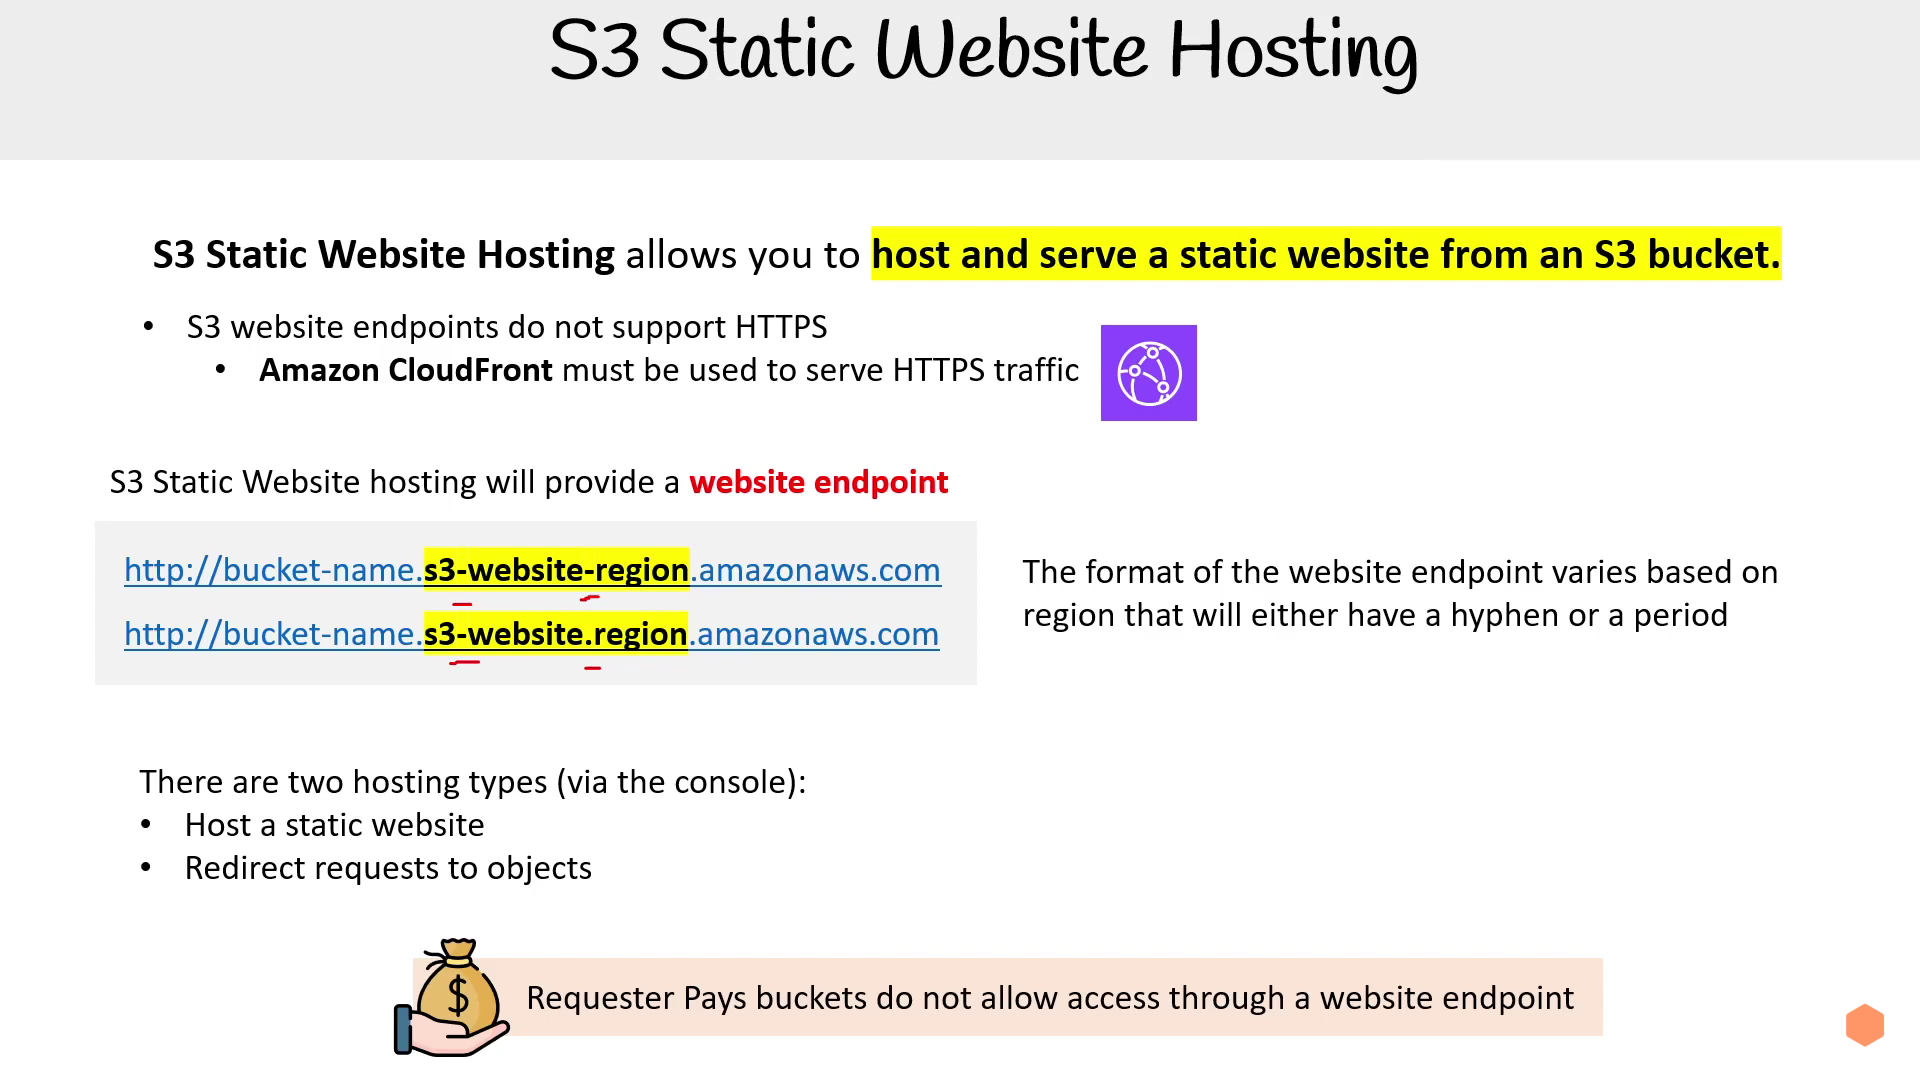 S3 Static Website Hosting
S3 Static Website Hosting allows you to host and serve a static website from an S3 bucket.
• S3 website endpoints do not support HTTPS
• Amazon CloudFront must be used to serve HTTPS traffic
S3 Static Website hosting will provide a website endpoint
http://bucket-name.s3-website-region.amazonaws.com
http://bucket-name.s3-website.region.amazonaws.com
The format of the website endpoint varies based on
region that will either have a hyphen or a period
There are two hosting types (via the console):
• Host a static website
• Redirect requests to objects
$
Requester Pays buckets do not allow access through a website endpoint